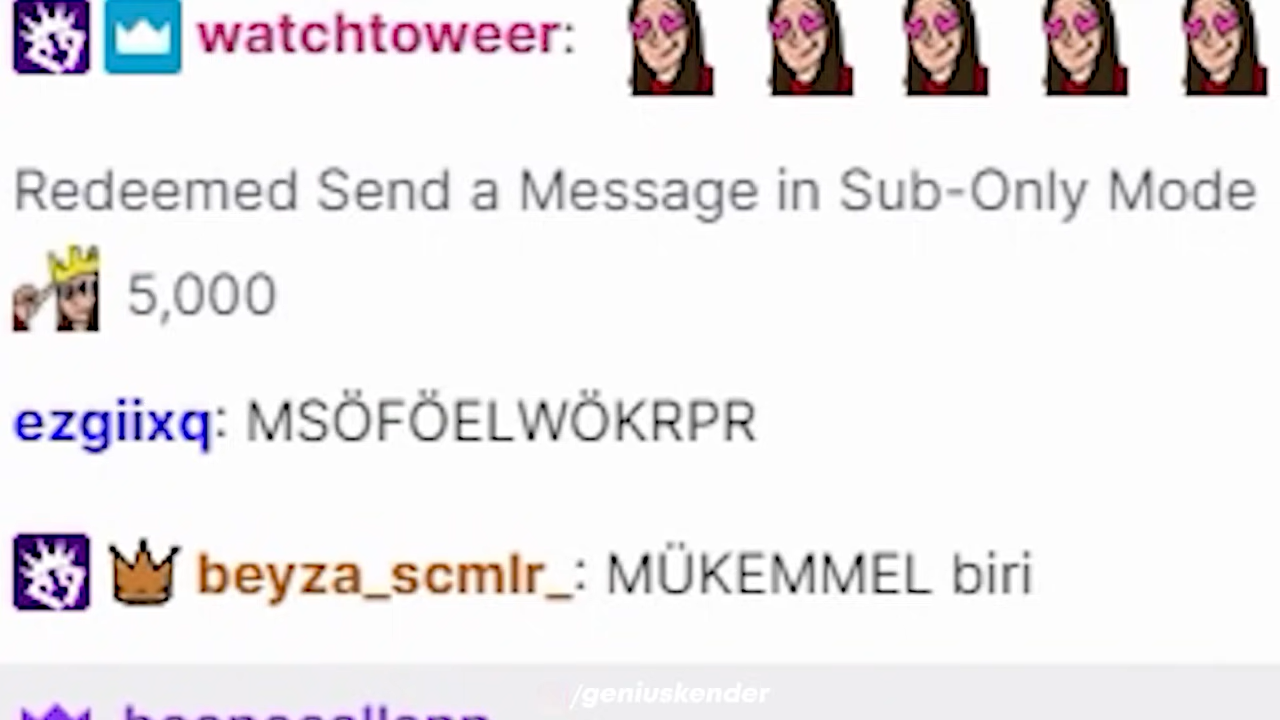 watchtoweer:
Redeemed Send a Message in Sub-Only Mode
5,000
ezgiixq: MSÖFÖELWÖKRPR
beyza_scmlr_: MÜKEMMEL biri
/geniuskender